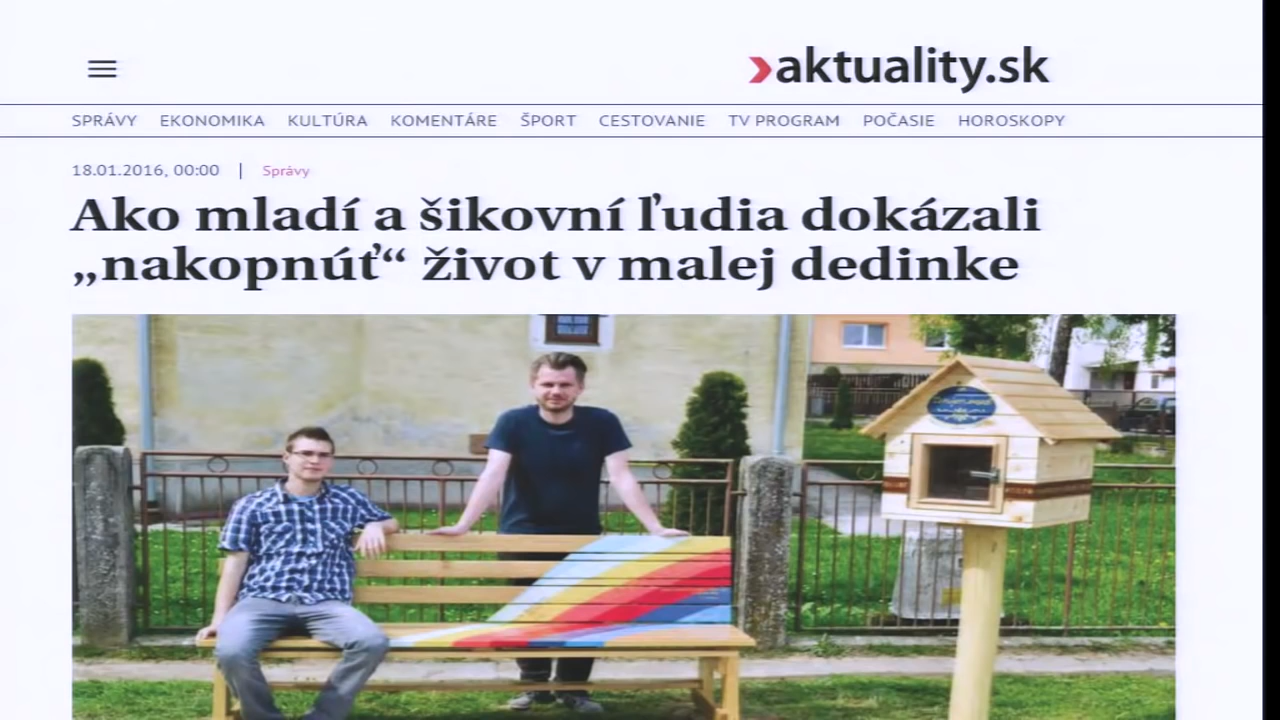 aktuality.sk
SPRÁVY EKONOMIKA KULTÚRA KOMENTÁRE ŠPORT CESTOVANIE TV PROGRAM POČASIE HOROSKOPY
18.01.2016, 00:00 | Správy
Ako mladí a šikovní ľudia dokázali
„nakopnúť“ život v malej dedinke